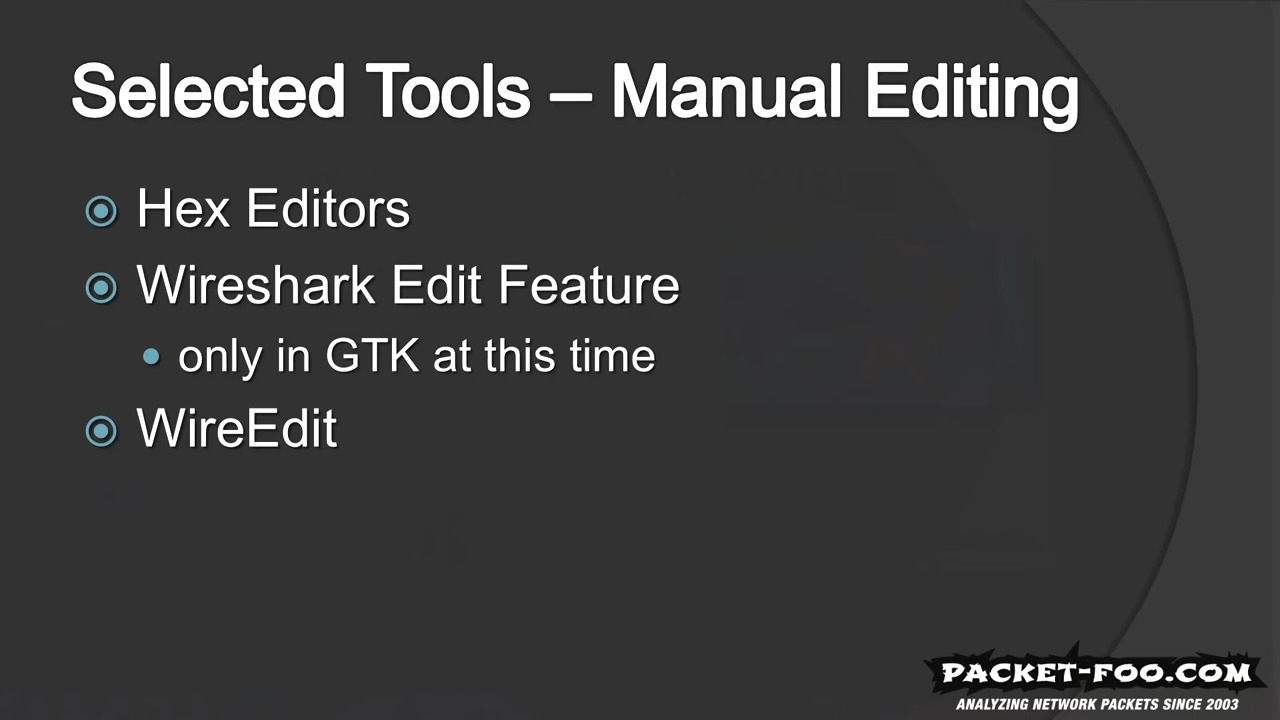 Selected Tools – Manual Editing
Hex Editors
Wireshark Edit Feature
only in GTK at this time
WireEdit
PACKET-FOO.COM
ANALYZING NETWORK PACKETS SINCE 2003